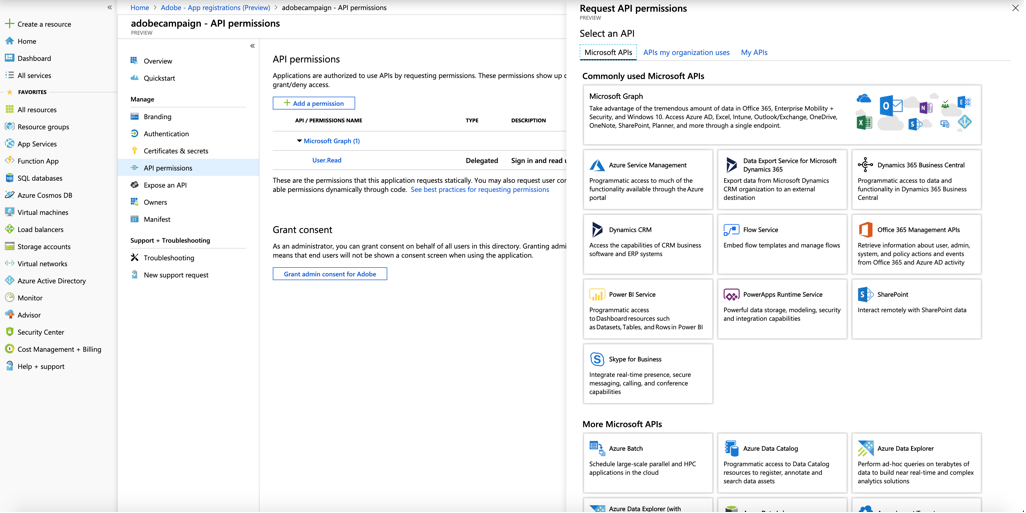 Create a resource
Home
Dashboard
All services
FAVORITES
All resources
Resource groups
App Services
Function App
SQL databases
Azure Cosmos DB
Virtual machines
Load balancers
Storage accounts
Virtual networks
Azure Active Directory
Monitor
Advisor
Security Center
Cost Management + Billing
Help + support
Home > Adobe - App registrations (Preview) > adobecampaign - API permissions
adobecampaign - API permissions
PREVIEW
Overview
Quickstart
Manage
Branding
Authentication
Certificates & secrets
API permissions
Expose an API
Owners
Manifest
Support + Troubleshooting
Troubleshooting
New support request
API permissions
Applications are authorized to use APIs by requesting permissions. These permissions show up
grant/deny access.
+ Add a permission
API / PERMISSIONS NAME TYPE DESCRIPTION
Microsoft Graph (1)
User.Read Delegated Sign in and read
These are the permissions that this application requests statically. You may also request user
able permissions dynamically through code. See best practices for requesting permissions
Grant consent
As an administrator, you can grant consent on behalf of all users in this directory. Granting
means that end users will not be shown a consent screen when using the application.
Grant admin consent for Adobe
Request API permissions
PREVIEW
Select an API
Microsoft APIs APIs my organization uses My APIs
Commonly used Microsoft APIs
Microsoft Graph
Take advantage of the tremendous amount of data in Office 365, Enterprise Mobility +
Security, and Windows 10. Access Azure AD, Excel, Intune, Outlook/Exchange, OneDrive,
OneNote, SharePoint, Planner, and more through a single endpoint.
Azure Service Management
Programmatic access to much of the
functionality available through the Azure
portal
Data Export Service for Microsoft
Dynamics 365
Export data from Microsoft Dynamics
CRM organization to an external
destination
Dynamics 365 Business Central
Programmatic access to data and
functionality in Dynamics 365 Business
Central
Dynamics CRM
Access the capabilities of CRM business
software and ERP systems
Flow Service
Embed flow templates and manage flows
Office 365 Management APIs
Retrieve information about user, admin,
system, and policy actions and events
from Office 365 and Azure AD activity
Power BI Service
Programmatic access
to Dashboard resources such
as Datasets, Tables, and Rows in Power BI
PowerApps Runtime Service
Powerful data storage, modeling, security
and integration capabilities
SharePoint
Interact remotely with SharePoint data
Skype for Business
Integrate real-time presence, secure
messaging, calling, and conference
capabilities
More Microsoft APIs
Azure Batch
Schedule large-scale parallel and HPC
applications in the cloud
Azure Data Catalog
Programmatic access to Data Catalog
resources to register, annotate and
search data assets
Azure Data Explorer
Perform ad-hoc queries on terabytes of
data to build near real-time and complex
analytics solutions
Azure Data Explorer (with